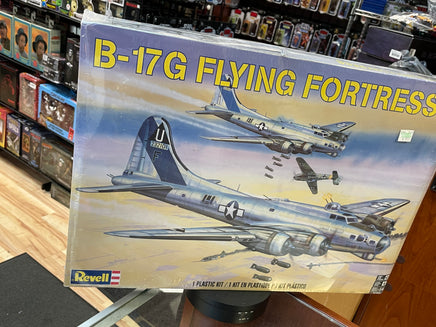 B-17G FLYING FORTRESS
U
Revell
1 PLASTIC KIT / 1 KIT EN PLASTIQUE / 1 KIT PLÁSTICO